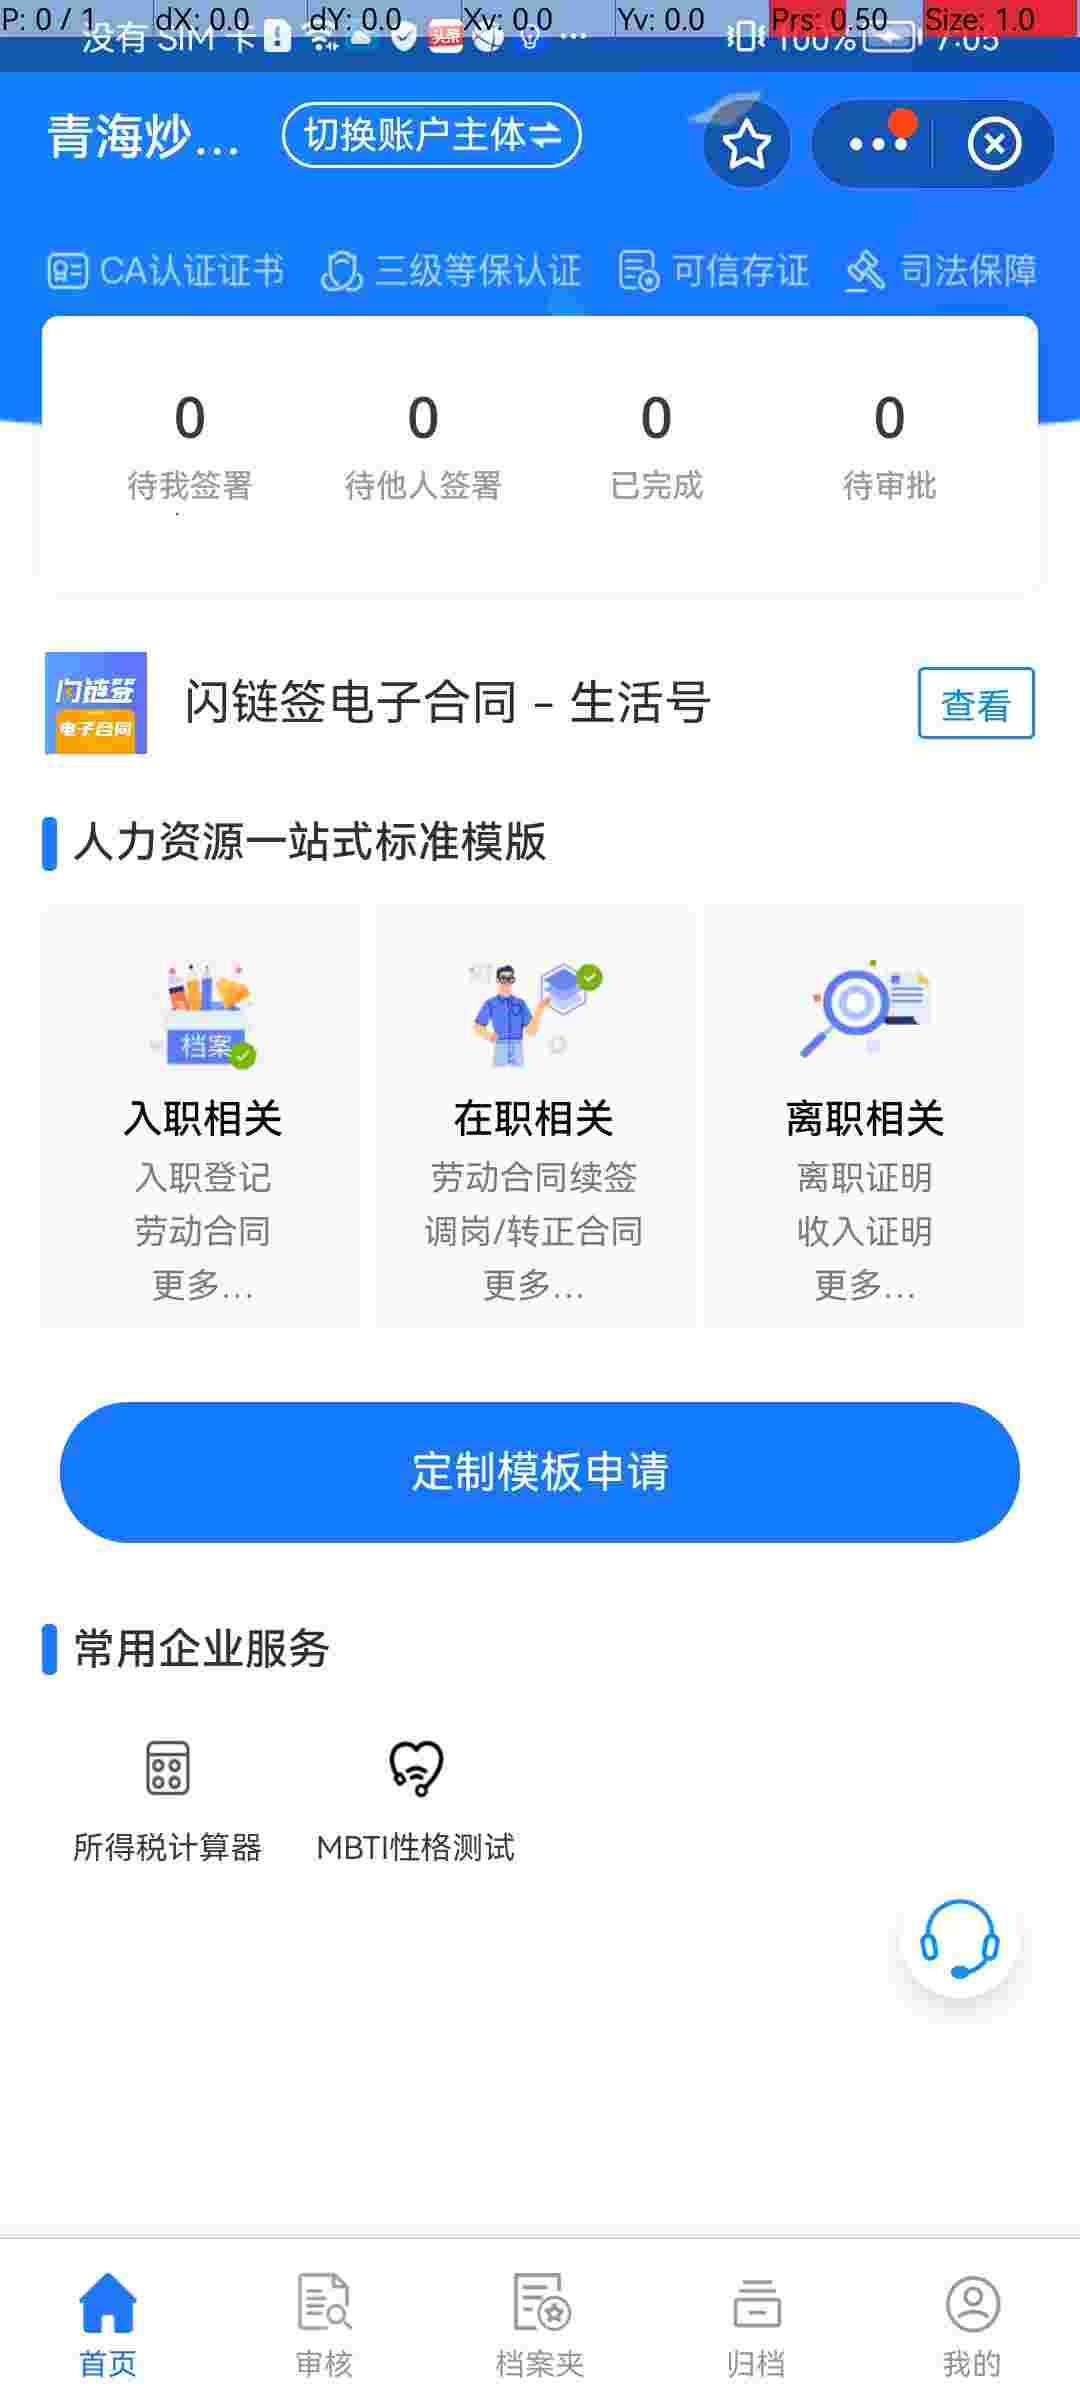 P: 0 / 1 dX: 0.0 dY: 0.0 Xv: 0.0 Yv: 0.0 Prs: 0.50 Size: 1.0
没有 SIM 卡 头条 100% 7:05
青海炒... 切换账户主体
CA认证证书 三级等保认证 可信存证 司法保障
0 0 0 0
待我签署 待他人签署 已完成 待审批
闪链签
电子合同
闪链签电子合同 - 生活号 查看
人力资源一站式标准模版
档案
入职相关 在职相关 离职相关
入职登记 劳动合同续签 离职证明
劳动合同 调岗/转正合同 收入证明
更多... 更多... 更多...
定制模板申请
常用企业服务
所得税计算器 MBTI性格测试
首页 审核 档案夹 归档 我的